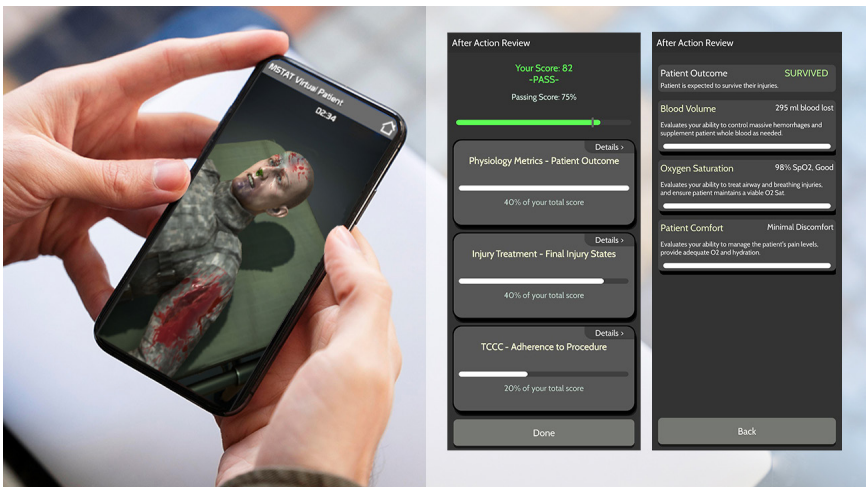 MSTAT Virtual Patient
02:34
After Action Review
Your Score: 82
-PASS-
Passing Score: 75%
Details >
Physiology Metrics - Patient Outcome
40% of your total score
Details >
Injury Treatment - Final Injury States
40% of your total score
Details >
TCCC - Adherence to Procedure
20% of your total score
Done
After Action Review
Patient Outcome SURVIVED
Patient is expected to survive their injuries.
Blood Volume 295 ml blood lost
Evaluates your ability to control massive hemorrhages and
supplement patient whole blood as needed.
Oxygen Saturation 98% SpO2, Good
Evaluates your ability to treat airway and breathing injuries,
and ensure patient maintains a viable O2 Sat.
Patient Comfort Minimal Discomfort
Evaluates your ability to manage the patient's pain levels,
provide adequate O2 and hydration.
Back